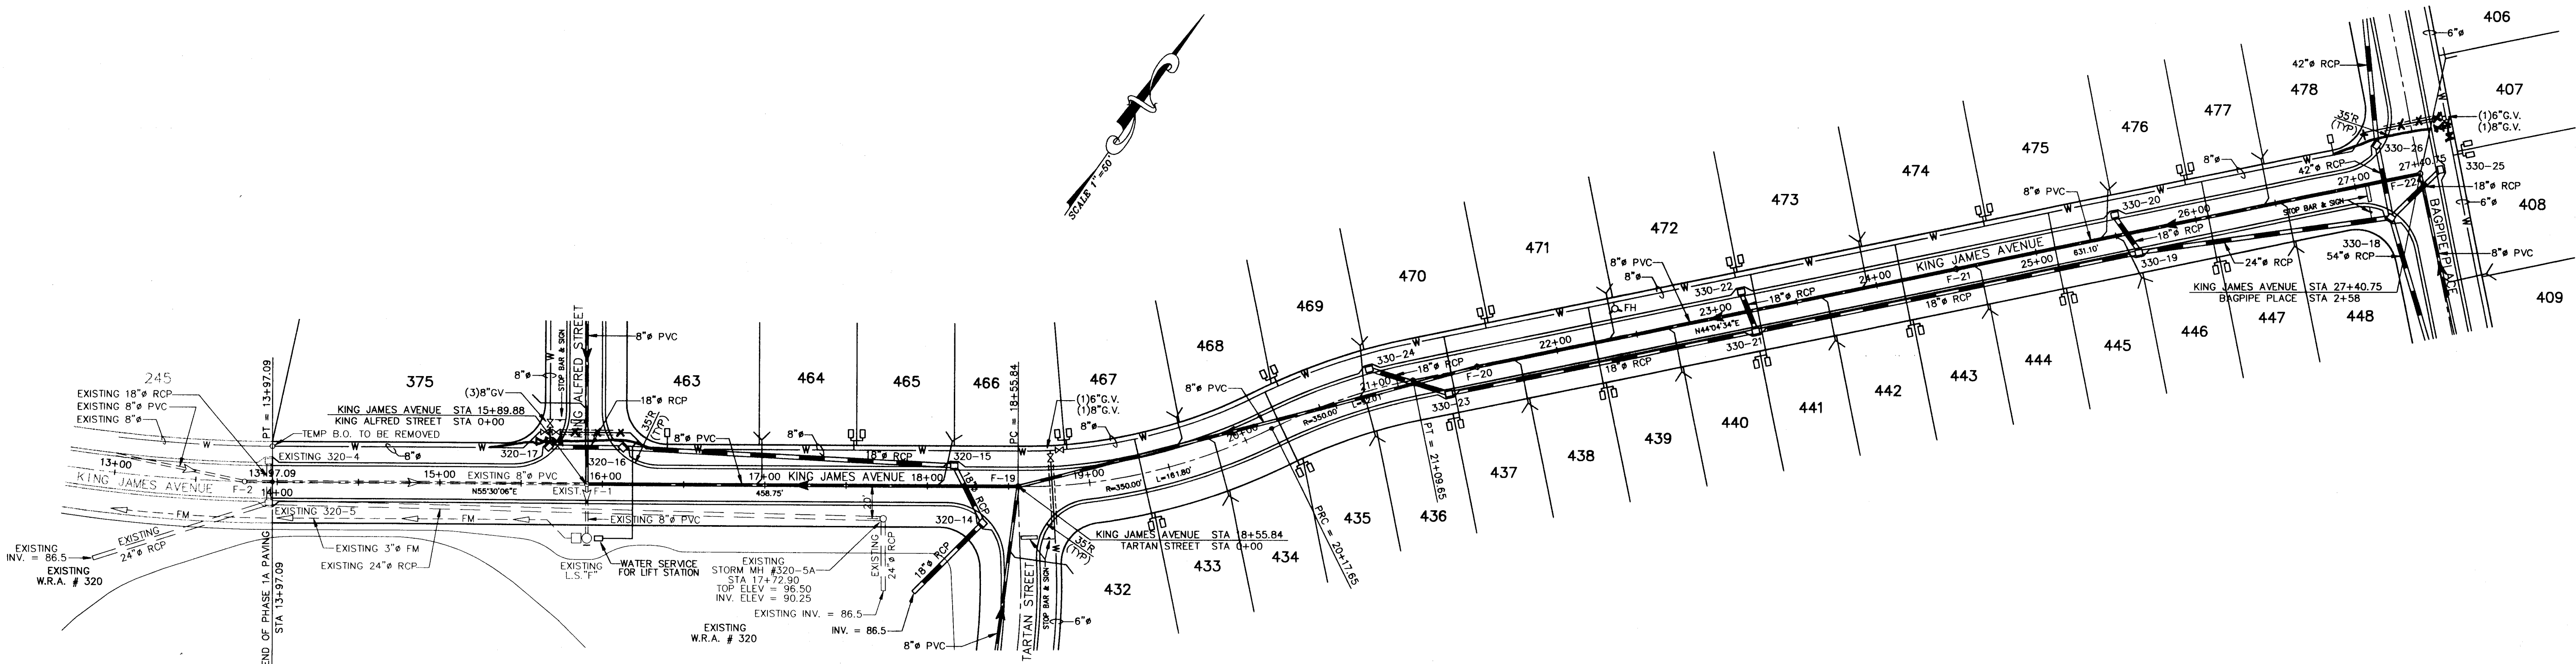 SCALE 1"=50'
245
EXISTING 18"ø RCP
EXISTING 8"ø PVC
EXISTING 8"ø
PT = 13+97.09
TEMP B.O. TO BE REMOVED
EXISTING 320-4
8"ø
13+00
13+97.09
14+00
KING JAMES AVENUE
F-2
15+00
EXISTING 8"ø PVC
N55°30'06"E
EXIST. F-1
EXISTING 320-5
FM
FM
EXISTING 8"ø PVC
EXISTING 3"ø FM
EXISTING 24"ø RCP
EXISTING
INV. = 86.5
EXISTING
24"ø RCP
EXISTING
W.R.A. # 320
END OF PHASE 1A PAVING
STA 13+97.09
375
(3)8"GV
KING JAMES AVENUE STA 15+89.88
KING ALFRED STREET STA 0+00
8"ø
STOP BAR & SIGN
KING ALFRED STREET
8"ø PVC
18"ø RCP
35'R
(TYP)
320-17
320-16
16+00
EXISTING
L.S."F"
WATER SERVICE
FOR LIFT STATION
463
464
465
466
467
8"ø PVC
8"ø
18"ø RCP
320-15
17+00
KING JAMES AVENUE
18+00
458.75'
20'
F-19
18"ø RCP
320-14
18"ø RCP
EXISTING
STORM MH #320-5A
STA 17+72.90
TOP ELEV = 96.50
INV. ELEV = 90.25
EXISTING
24"ø RCP
EXISTING INV. = 86.5
EXISTING
W.R.A. # 320
INV. = 86.5
8"ø PVC
PC = 18+55.84
(1)6"G.V.
(1)8"G.V.
8"ø
19+00
R=350.00'
L=161.80'
KING JAMES AVENUE STA 18+55.84
TARTAN STREET STA 0+00
35'R
(TYP)
TARTAN STREET
STOP BAR & SIGN
6"ø
432
433
434
435
436
437
438
439
440
441
442
443
444
445
446
447
448
468
469
470
471
472
473
474
475
476
477
478
8"ø PVC
R=350.00'
PRC = 20+17.65
PT = 21+09.65
330-24
21+00
18"ø RCP
F-20
330-23
22+00
18"ø RCP
8"ø PVC
8"ø
FH
330-22
23+00
18"ø RCP
N44°04'34"E
330-21
24+00
18"ø RCP
KING JAMES AVENUE
F-21
25+00
631.10'
8"ø PVC
330-20
26+00
18"ø RCP
330-19
24"ø RCP
8"ø
STOP BAR & SIGN
27+00
42"ø RCP
42"ø RCP
35'R
(TYP)
330-26
27+40.75
F-22
330-25
330-18
54"ø RCP
KING JAMES AVENUE STA 27+40.75
BAGPIPE PLACE STA 2+58
BAGPIPE PLACE
6"ø
406
407
(1)6"G.V.
(1)8"G.V.
18"ø RCP
6"ø
408
8"ø PVC
409